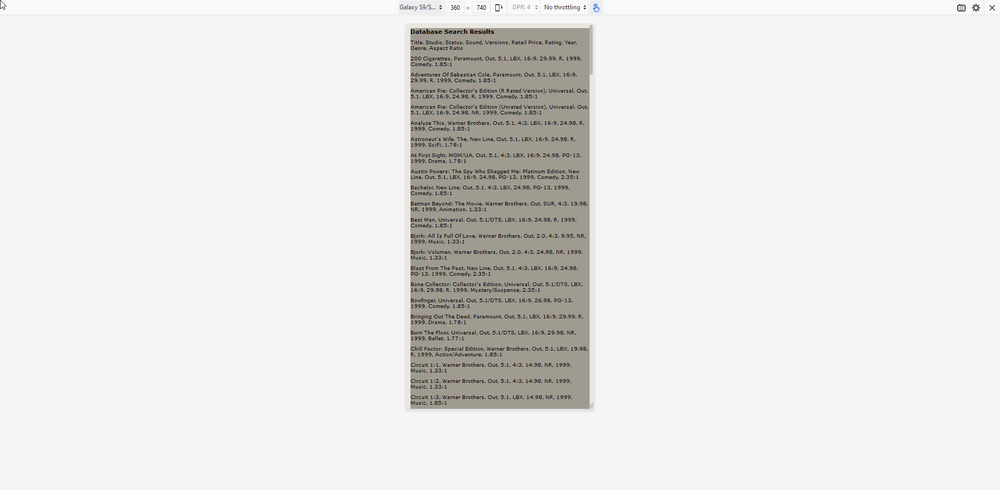 Galaxy S9/S... 360 × 740 DPR: 4 No throttling
Database Search Results
Title, Studio, Status, Sound, Versions, Retail Price, Rating, Year,
Genre, Aspect Ratio
200 Cigarettes, Paramount, Out, 5.1, LBX, 16:9, 29.99, R, 1999,
Comedy, 1.85:1
Adventures Of Sebastian Cole, Paramount, Out, 5.1, LBX, 16:9,
29.99, R, 1999, Comedy, 1.85:1
American Pie: Collector's Edition (R Rated Version), Universal, Out,
5.1, LBX, 16:9, 24.98, R, 1999, Comedy, 1.85:1
American Pie: Collector's Edition (Unrated Version), Universal, Out,
5.1, LBX, 16:9, 24.98, NR, 1999, Comedy, 1.85:1
Analyze This, Warner Brothers, Out, 5.1, 4:3, LBX, 16:9, 24.98, R,
1999, Comedy, 1.85:1
Astronaut's Wife, The, New Line, Out, 5.1, LBX, 16:9, 24.98, R,
1999, SciFi, 1.78:1
At First Sight, MGM/UA, Out, 5.1, 4:3, LBX, 16:9, 24.98, PG-13,
1999, Drama, 1.78:1
Austin Powers: The Spy Who Shagged Me: Platinum Edition, New
Line, Out, 5.1, LBX, 16:9, 24.98, PG-13, 1999, Comedy, 2.35:1
Bachelor, New Line, Out, 5.1, 4:3, LBX, 24.98, PG-13, 1999,
Comedy, 1.85:1
Batman Beyond: The Movie, Warner Brothers, Out, SUR, 4:3, 19.98,
NR, 1999, Animation, 1.33:1
Best Man, Universal, Out, 5.1/DTS, LBX, 16:9, 24.98, R, 1999,
Comedy, 1.85:1
Bjork: All Is Full Of Love, Warner Brothers, Out, 2.0, 4:3, 9.95, NR,
1999, Music, 1.33:1
Bjork: Volumen, Warner Brothers, Out, 2.0, 4:3, 24.98, NR, 1999,
Music, 1.33:1
Blast From The Past, New Line, Out, 5.1, 4:3, LBX, 16:9, 24.98,
PG-13, 1999, Comedy, 2.35:1
Bone Collector: Collector's Edition, Universal, Out, 5.1/DTS, LBX,
16:9, 29.98, R, 1999, Mystery/Suspense, 2.35:1
Bowfinger, Universal, Out, 5.1/DTS, LBX, 16:9, 26.98, PG-13,
1999, Comedy, 1.85:1
Bringing Out The Dead, Paramount, Out, 5.1, LBX, 16:9, 29.99, R,
1999, Drama, 1.78:1
Burn The Floor, Universal, Out, 5.1/DTS, LBX, 16:9, 29.98, NR,
1999, Ballet, 1.77:1
Chill Factor: Special Edition, Warner Brothers, Out, 5.1, LBX, 19.98,
R, 1999, Action/Adventure, 1.85:1
Circuit 1:1, Warner Brothers, Out, 5.1, 4:3, 14.98, NR, 1999,
Music, 1.33:1
Circuit 1:2, Warner Brothers, Out, 5.1, 4:3, 14.98, NR, 1999,
Music, 1.33:1
Circuit 1:3, Warner Brothers, Out, 5.1, LBX, 14.98, NR, 1999,
Music, 1.85:1